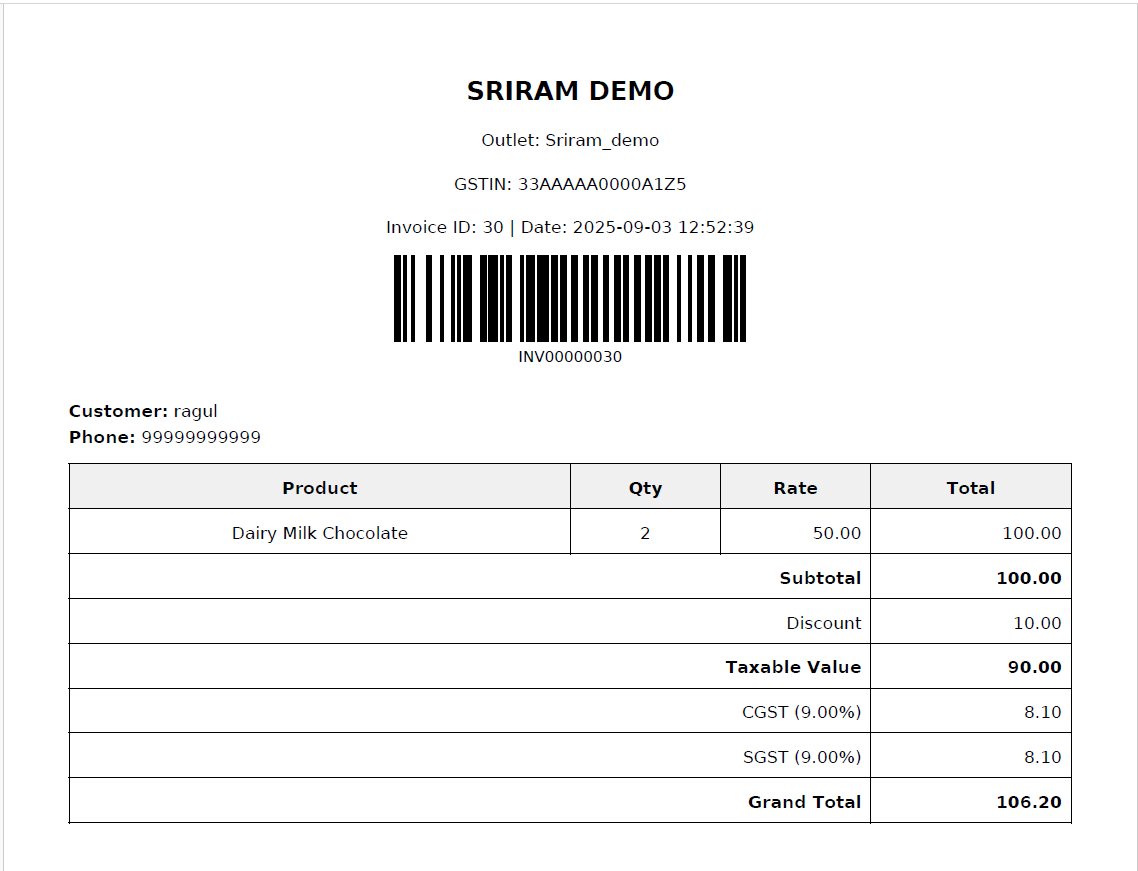 SRIRAM DEMO
Outlet: Sriram_demo
GSTIN: 33AAAAA0000A1Z5
Invoice ID: 30 | Date: 2025-09-03 12:52:39
INV00000030
Customer: ragul
Phone: 99999999999
Product Qty Rate Total
Dairy Milk Chocolate 2 50.00 100.00
Subtotal 100.00
Discount 10.00
Taxable Value 90.00
CGST (9.00%) 8.10
SGST (9.00%) 8.10
Grand Total 106.20